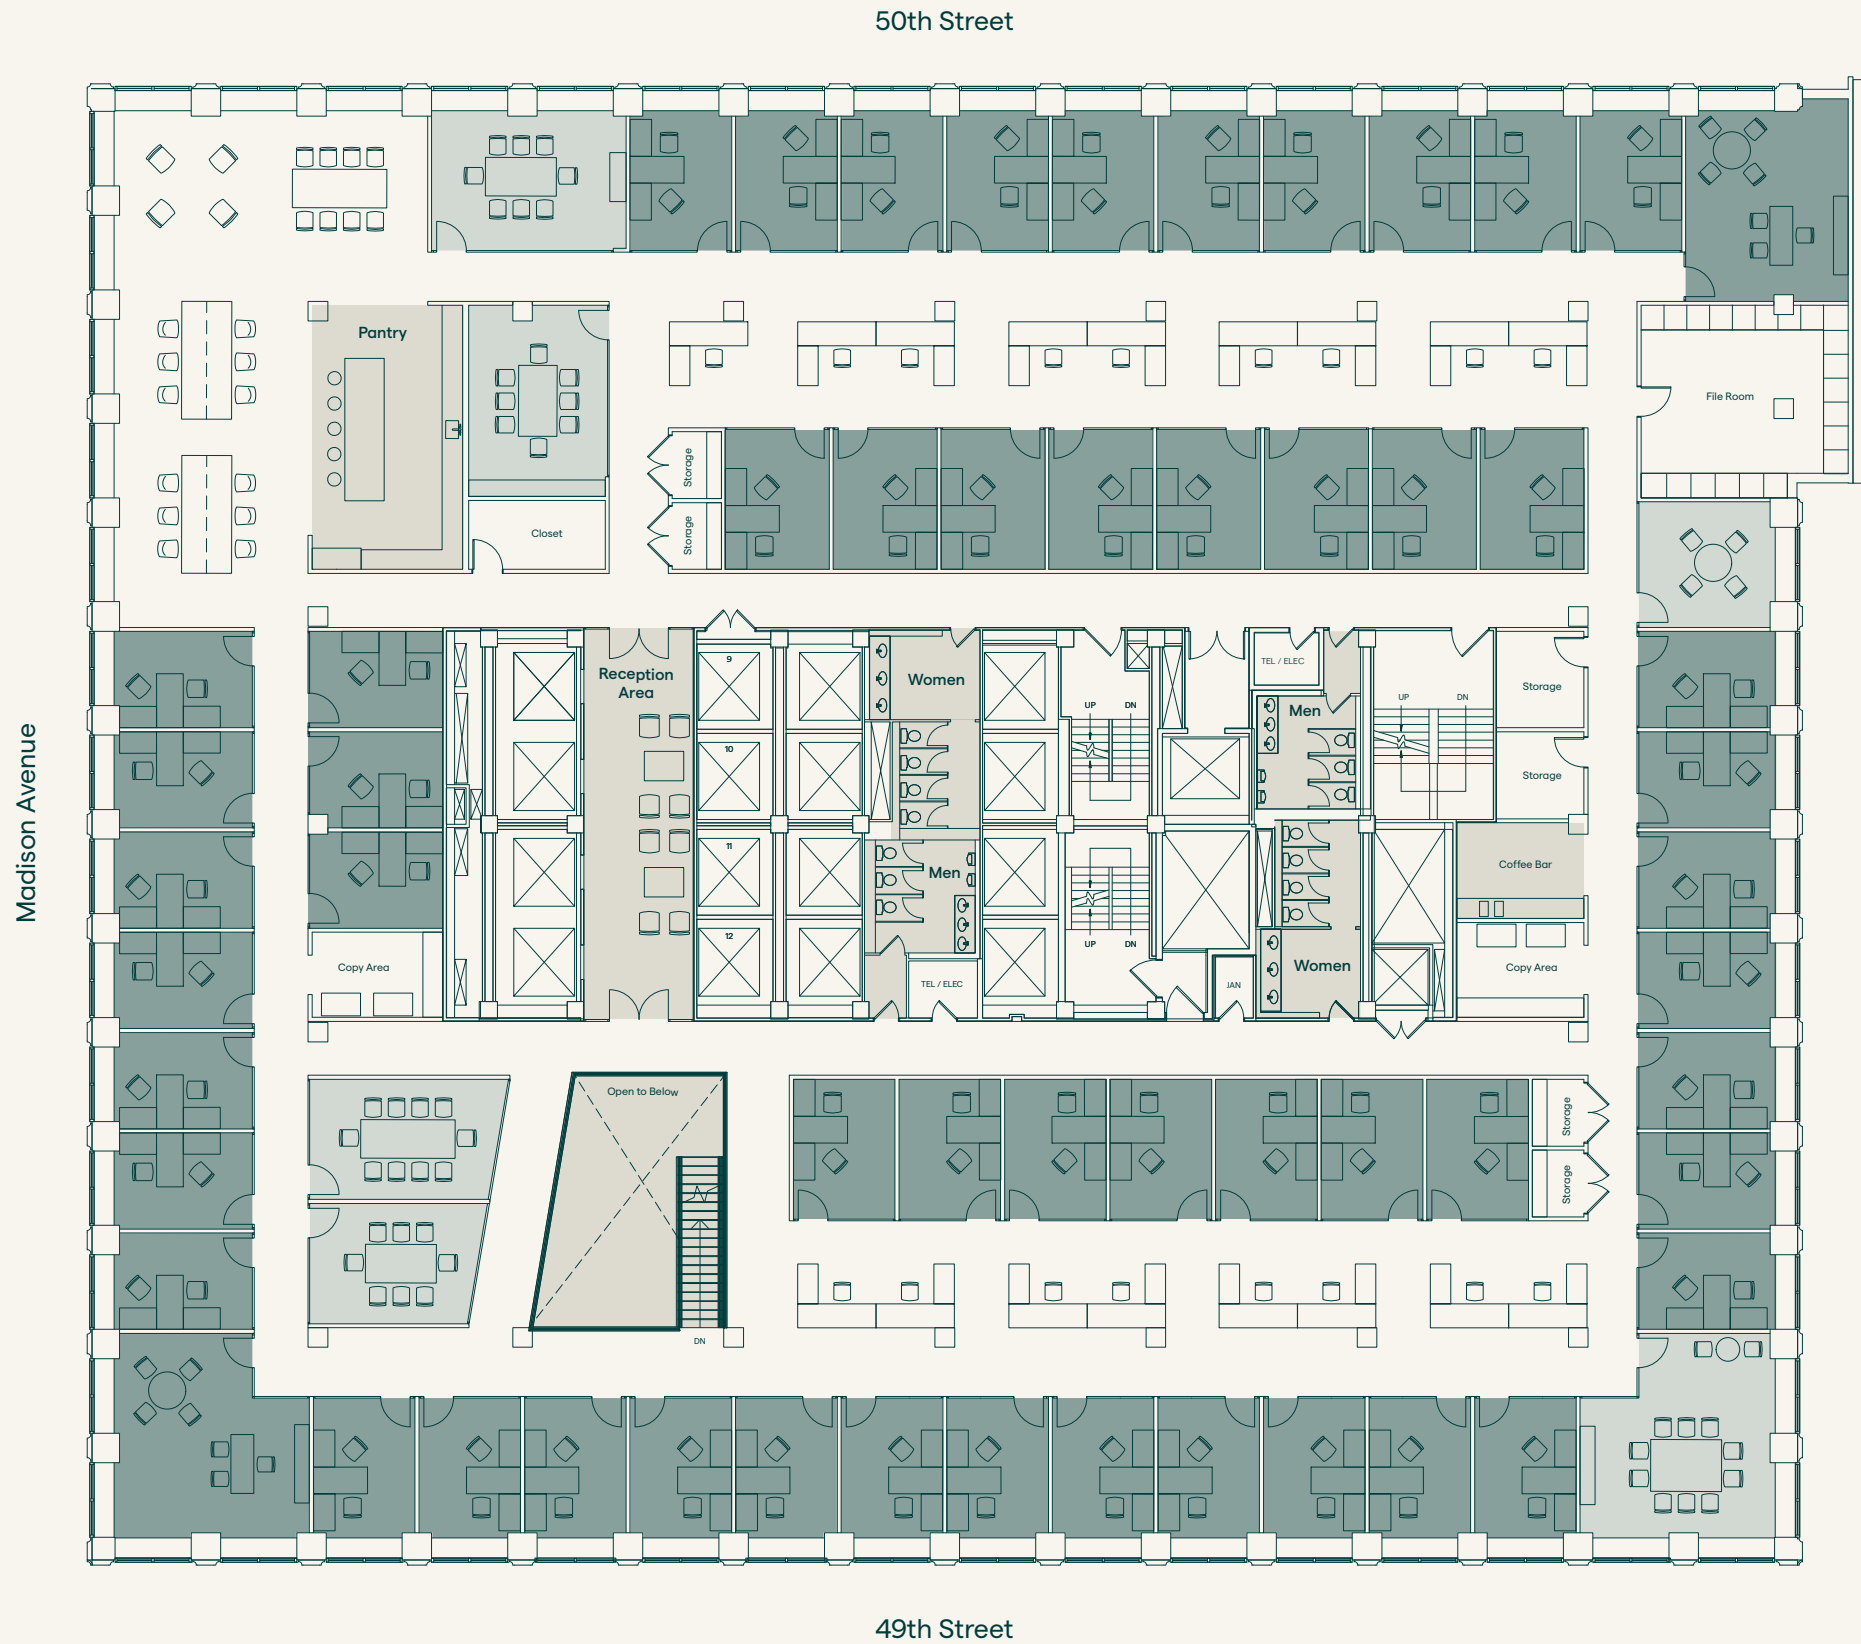 50th Street
Pantry
File Room
Storage
Storage
Closet
Reception
Area
9
Women
TEL / ELEC
Men
UP
DN
UP
DN
Storage
10
Storage
Madison Avenue
11
Men
Coffee Bar
12
UP
DN
Women
Copy Area
Copy Area
TEL / ELEC
JAN
Open to Below
Storage
Storage
DN
49th Street